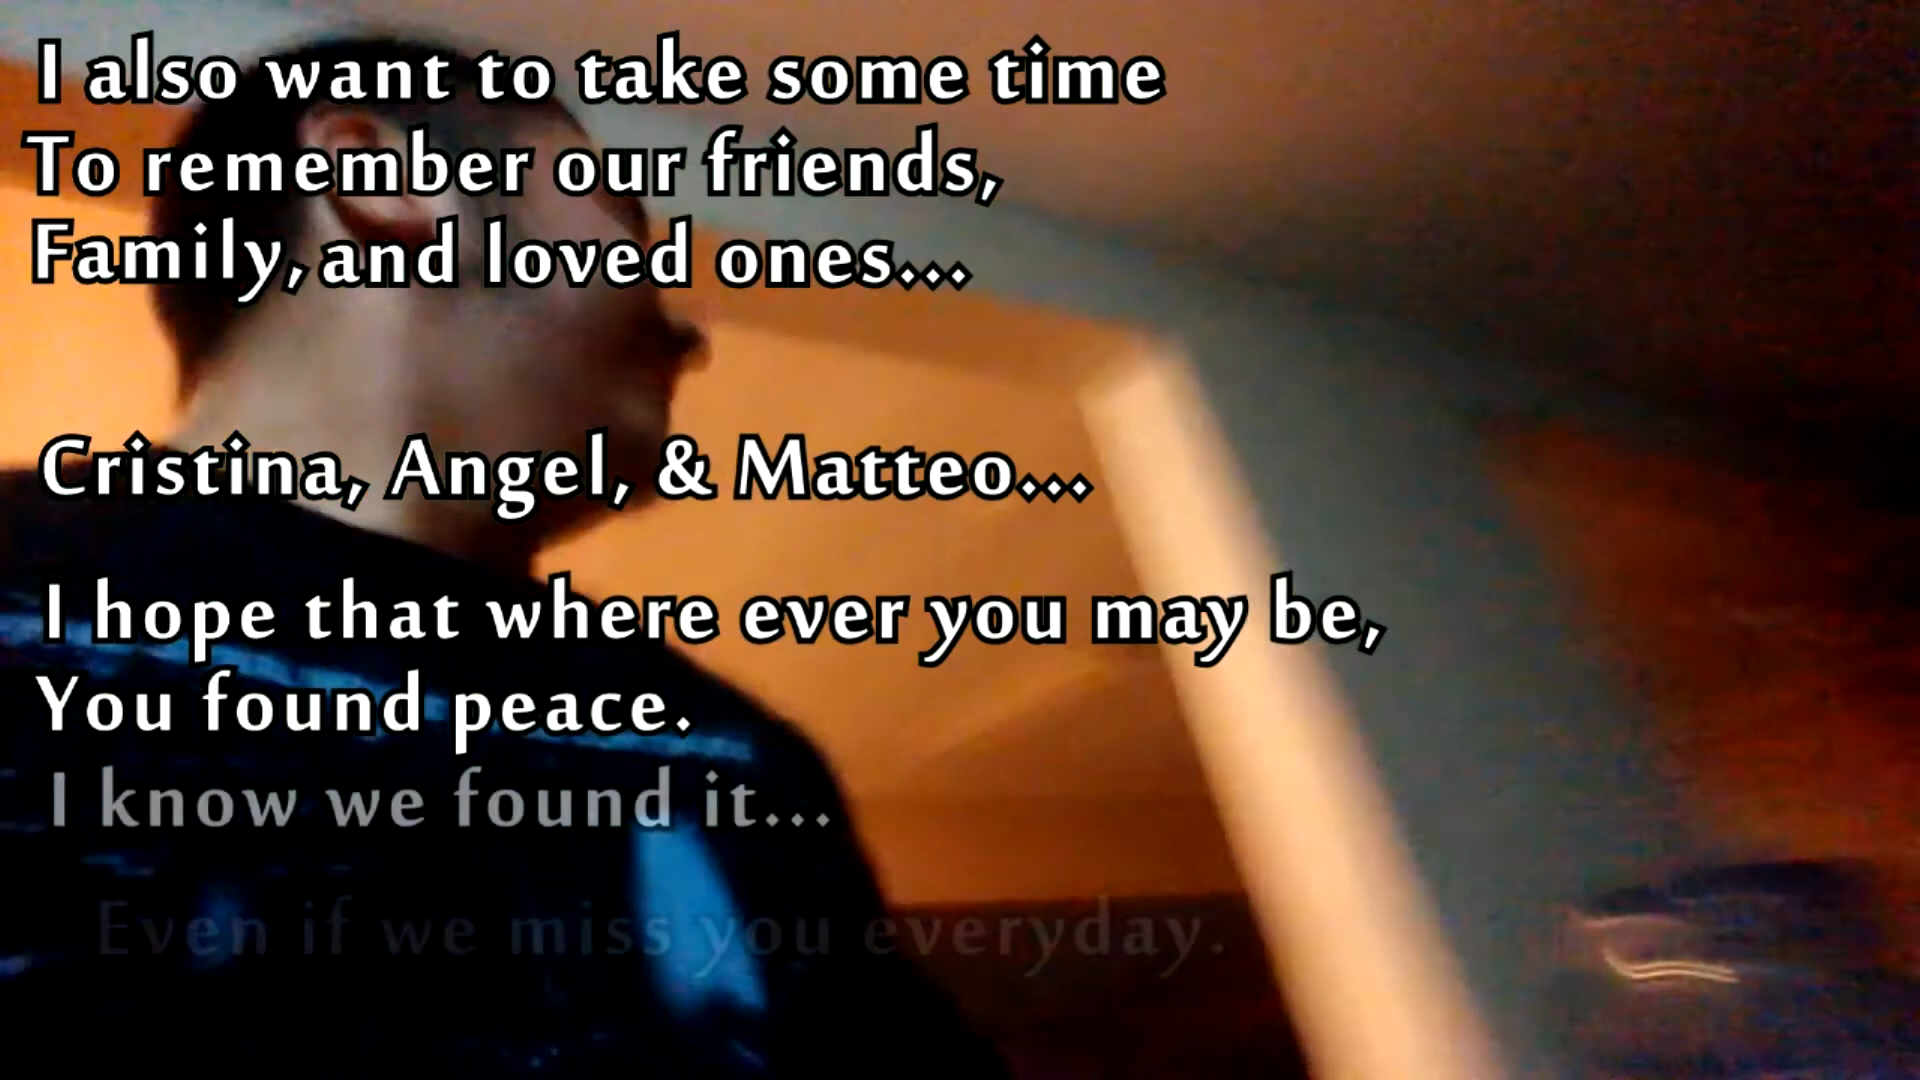 I also want to take some time
To remember our friends,
Family, and loved ones...
Cristina, Angel, & Matteo...
I hope that where ever you may be,
You found peace.
I know we found it...
Even if we miss you everyday.